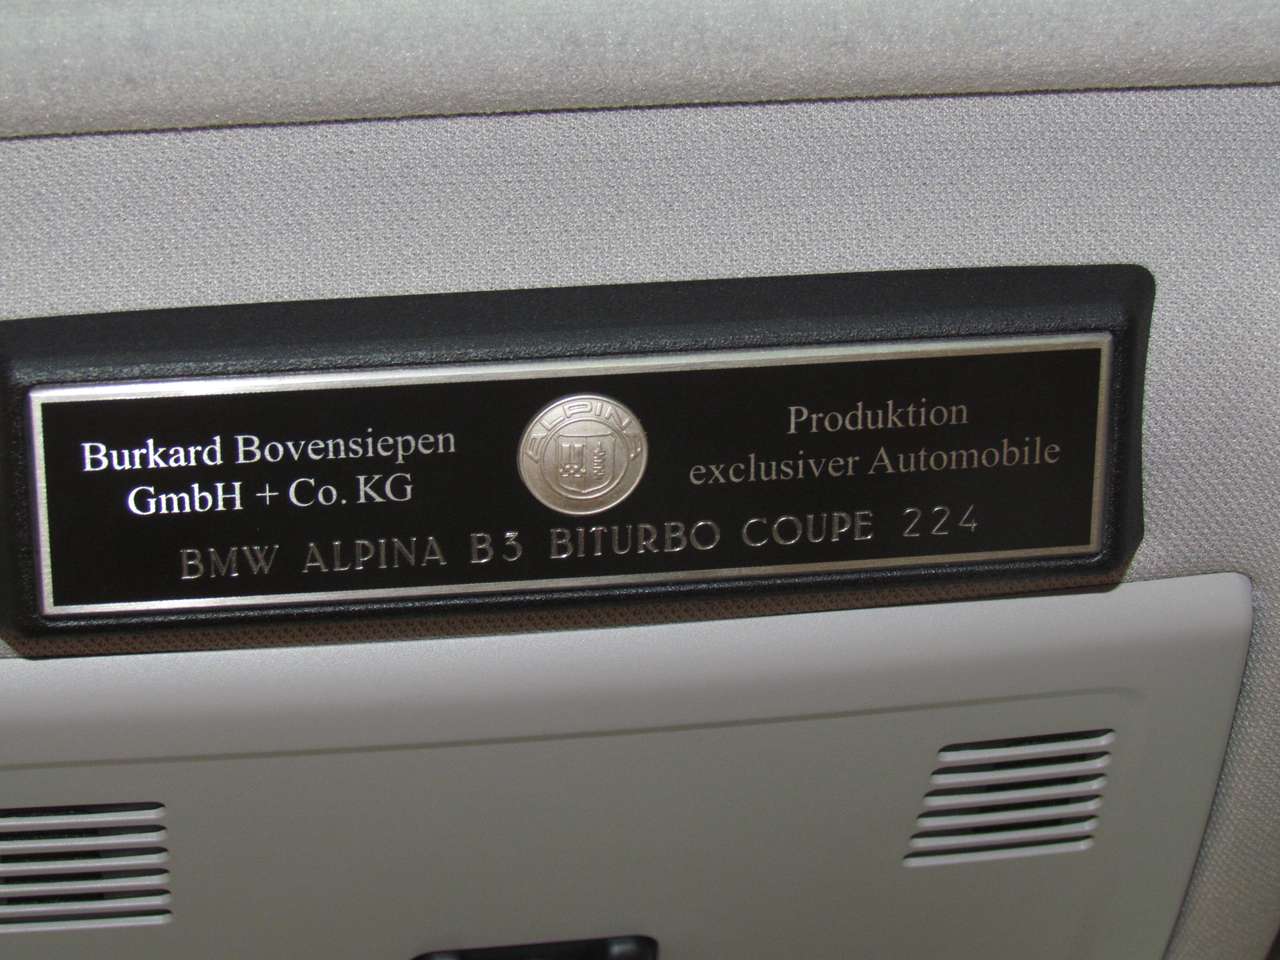 Burkard Bovensiepen
GmbH + Co. KG
ALPINA
Produktion
exclusiver Automobile
BMW ALPINA B3 BITURBO COUPE 224